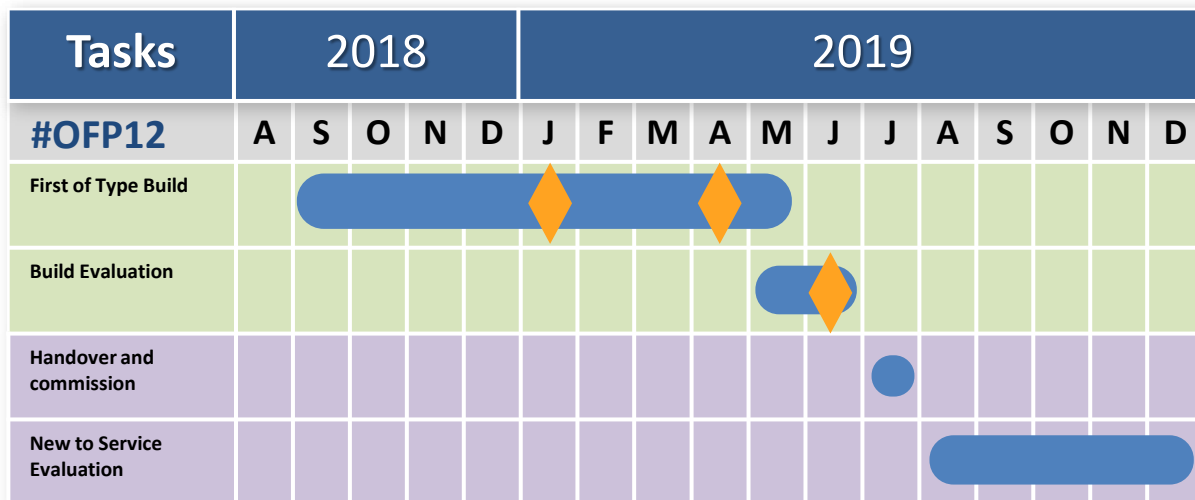 Tasks 2018 2019
#OFP12 A S O N D J F M A M J J A S O N D
First of Type Build
Build Evaluation
Handover and
commission
New to Service
Evaluation